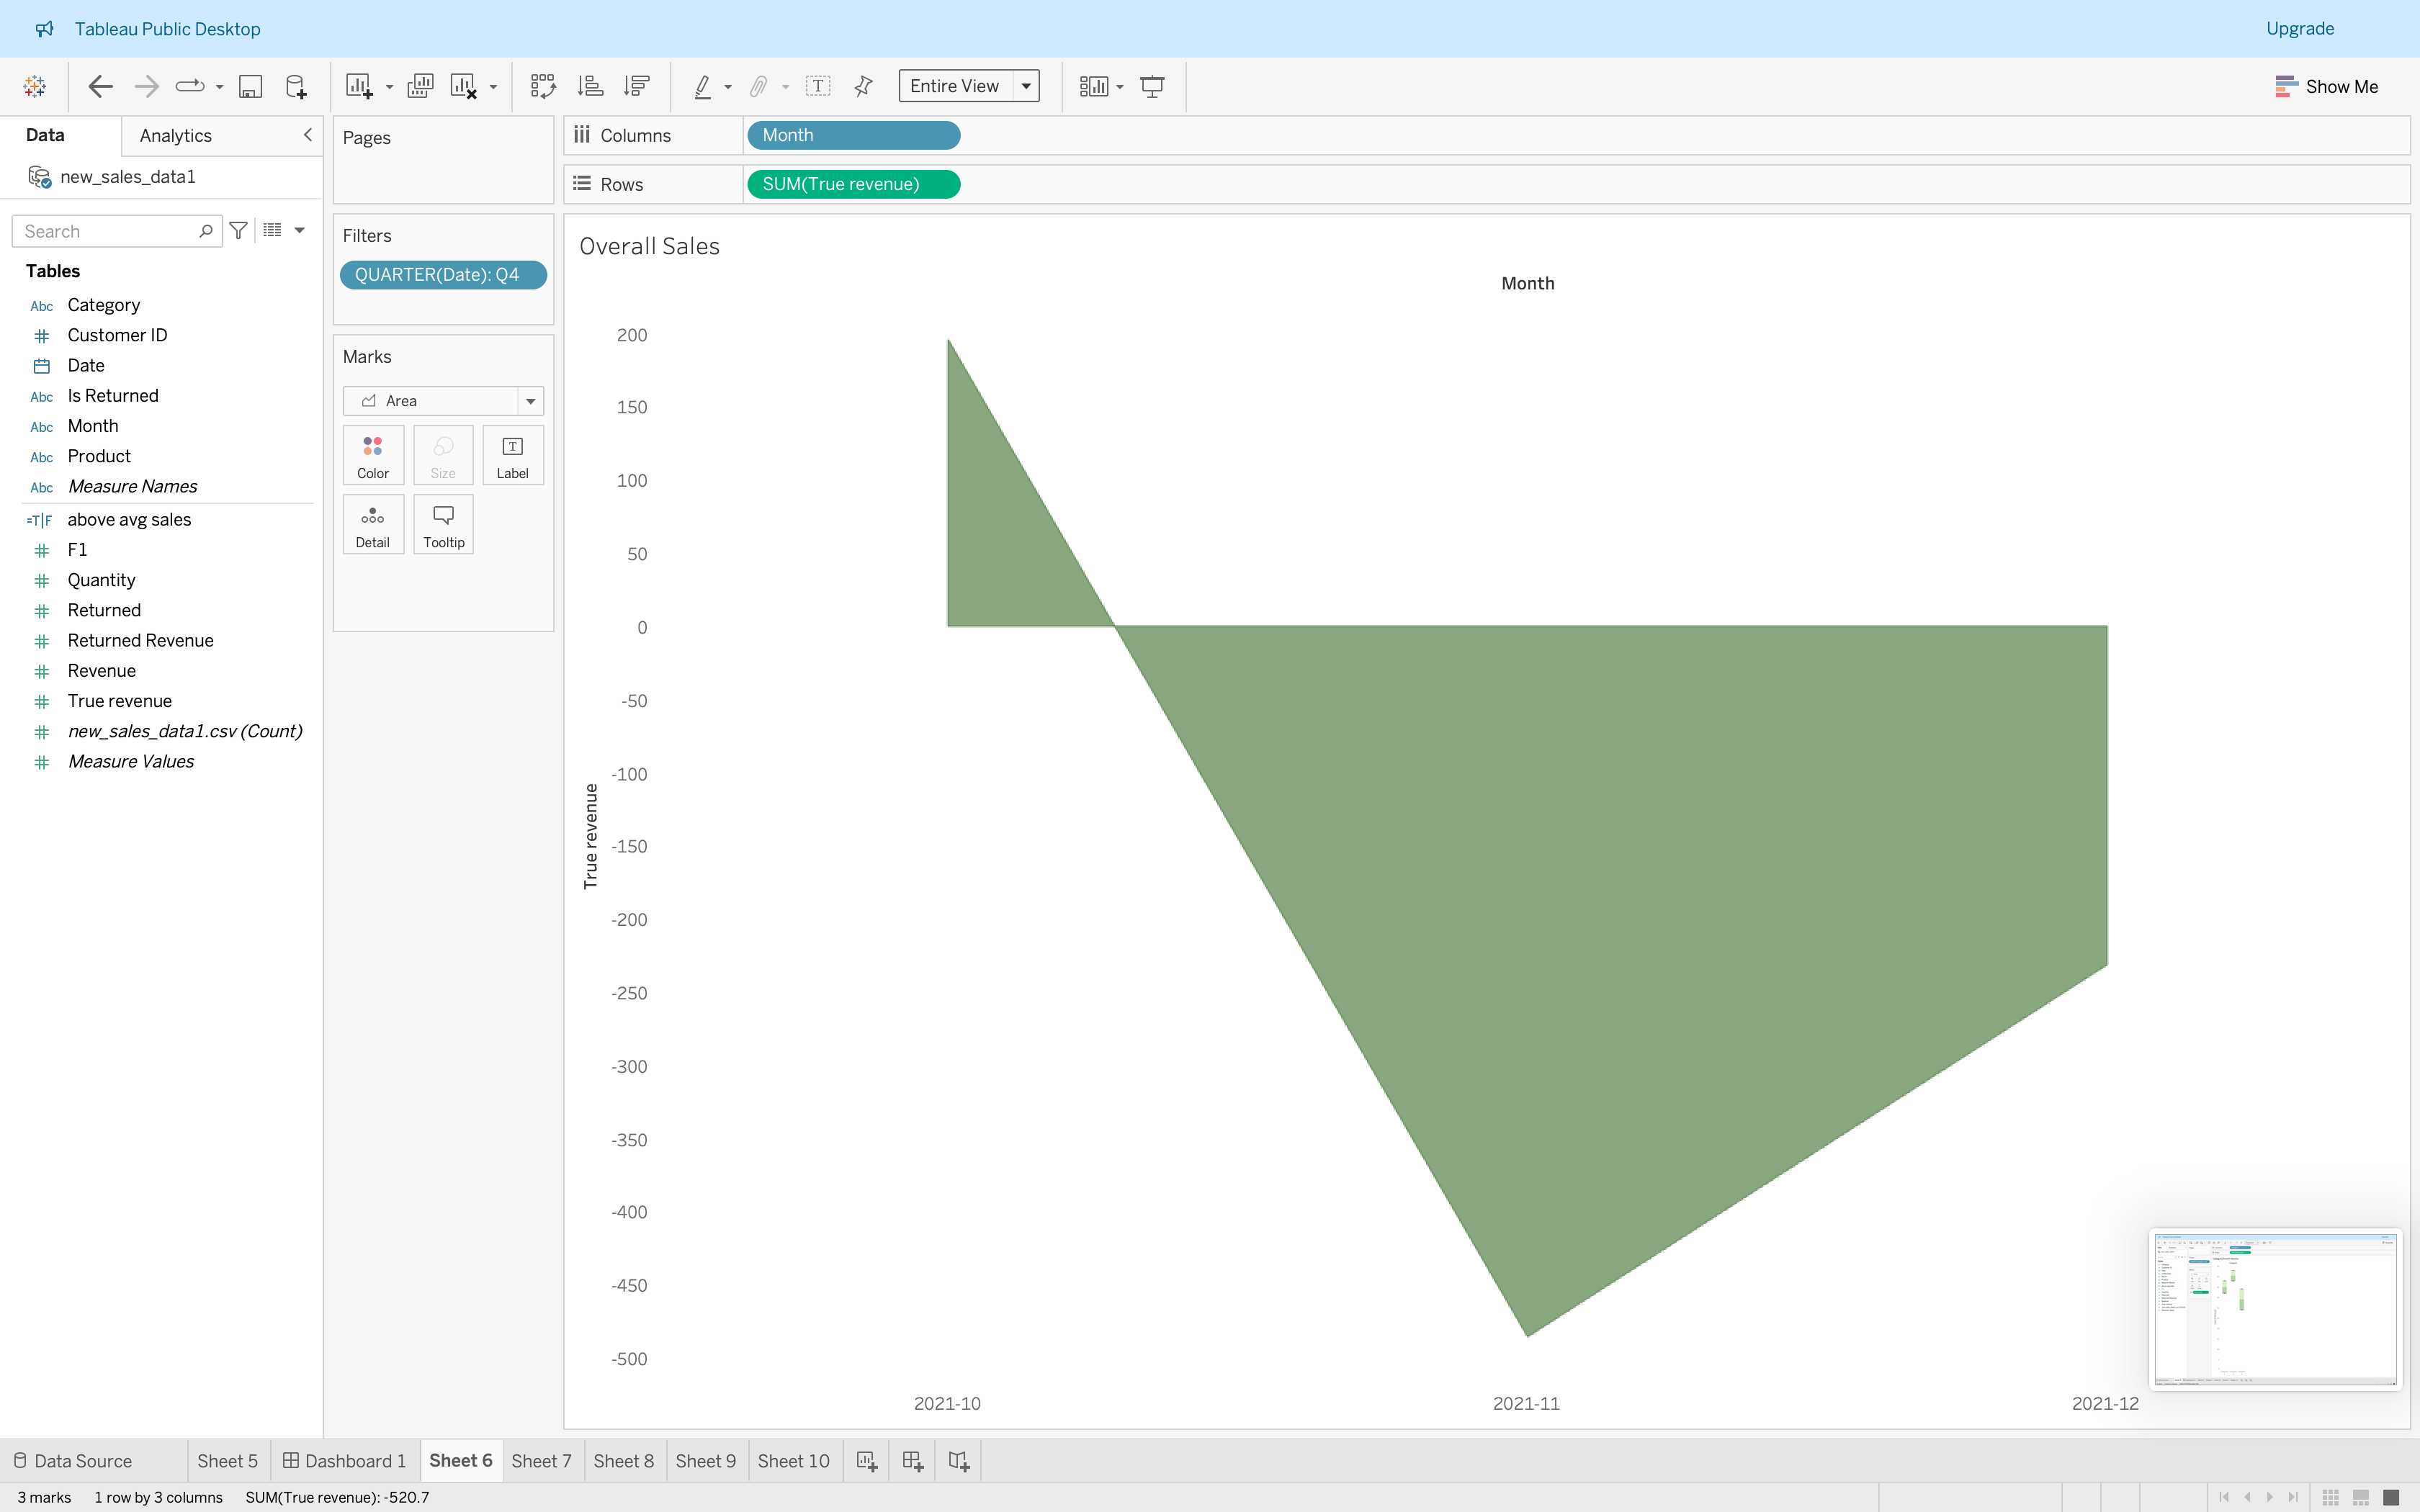 Tableau Public Desktop
Upgrade
Entire View
Show Me
Data
Analytics
new_sales_data1
Search
Tables
Abc Category
Customer ID
Date
Abc Is Returned
Abc Month
Abc Product
Abc Measure Names
=T|F above avg sales
F1
Quantity
Returned
Returned Revenue
Revenue
True revenue
new_sales_data1.csv (Count)
Measure Values
Pages
Filters
QUARTER(Date): Q4
Marks
Area
Color
Size
Label
Detail
Tooltip
Columns
Month
Rows
SUM(True revenue)
Overall Sales
Month
200
150
100
50
0
-50
-100
-150
-200
-250
-300
-350
-400
-450
-500
True revenue
2021-10
2021-11
2021-12
Data Source
Sheet 5
Dashboard 1
Sheet 6
Sheet 7
Sheet 8
Sheet 9
Sheet 10
3 marks
1 row by 3 columns
SUM(True revenue): -520.7